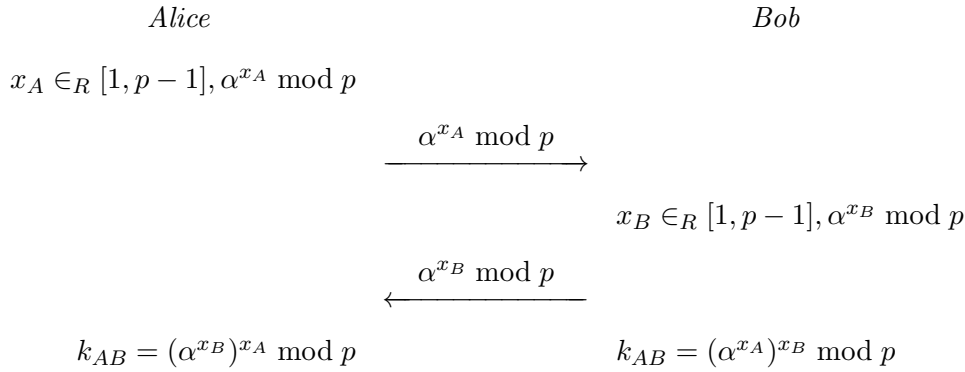 Alice Bob
x_A ∈_R [1, p − 1], α^{x_A} mod p
α^{x_A} mod p
x_B ∈_R [1, p − 1], α^{x_B} mod p
α^{x_B} mod p
k_{AB} = (α^{x_B})^{x_A} mod p k_{AB} = (α^{x_A})^{x_B} mod p